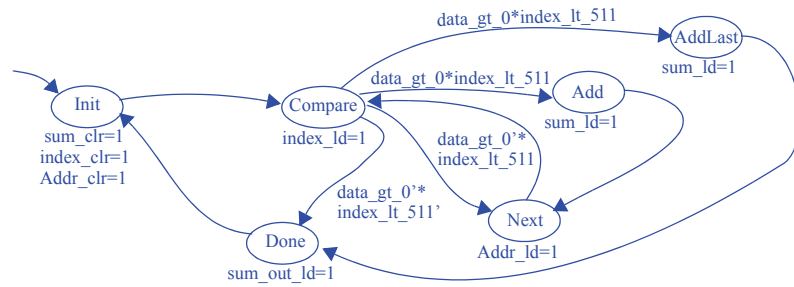 data_gt_0*index_lt_511
AddLast
sum_ld=1
data_gt_0*index_lt_511
Init
Compare
Add
sum_clr=1
index_clr=1
Addr_clr=1
index_ld=1
sum_ld=1
data_gt_0’*
index_lt_511
data_gt_0’*
index_lt_511’
Next
Addr_ld=1
Done
sum_out_ld=1